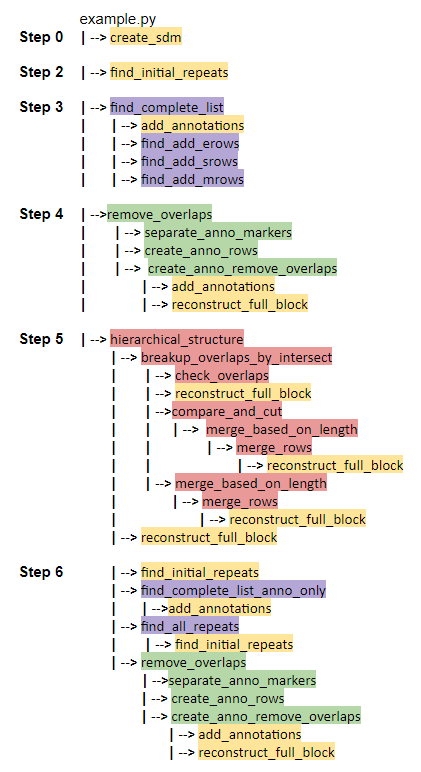 example.py
Step 0 | --> create_sdm
Step 2 | --> find_initial_repeats
Step 3 | --> find_complete_list
| | --> add_annotations
| | --> find_add_erows
| | --> find_add_srows
| | --> find_add_mrows
Step 4 | -->remove_overlaps
| | --> separate_anno_markers
| | --> create_anno_rows
| | --> create_anno_remove_overlaps
| | --> add_annotations
| | --> reconstruct_full_block
Step 5 | --> hierarchical_structure
| --> breakup_overlaps_by_intersect
| | --> check_overlaps
| | --> reconstruct_full_block
| | -->compare_and_cut
| | | --> merge_based_on_length
| | | --> merge_rows
| | | --> reconstruct_full_block
| | --> merge_based_on_length
| | --> merge_rows
| | --> reconstruct_full_block
| --> reconstruct_full_block
Step 6 | --> find_initial_repeats
| --> find_complete_list_anno_only
| | -->add_annotations
| --> find_all_repeats
| | --> find_initial_repeats
| --> remove_overlaps
| -->separate_anno_markers
| --> create_anno_rows
| --> create_anno_remove_overlaps
| --> add_annotations
| --> reconstruct_full_block